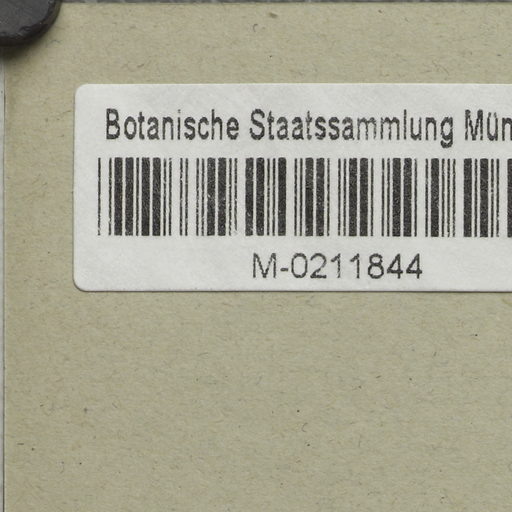 Botanische Staatssammlung Mün
M-0211844